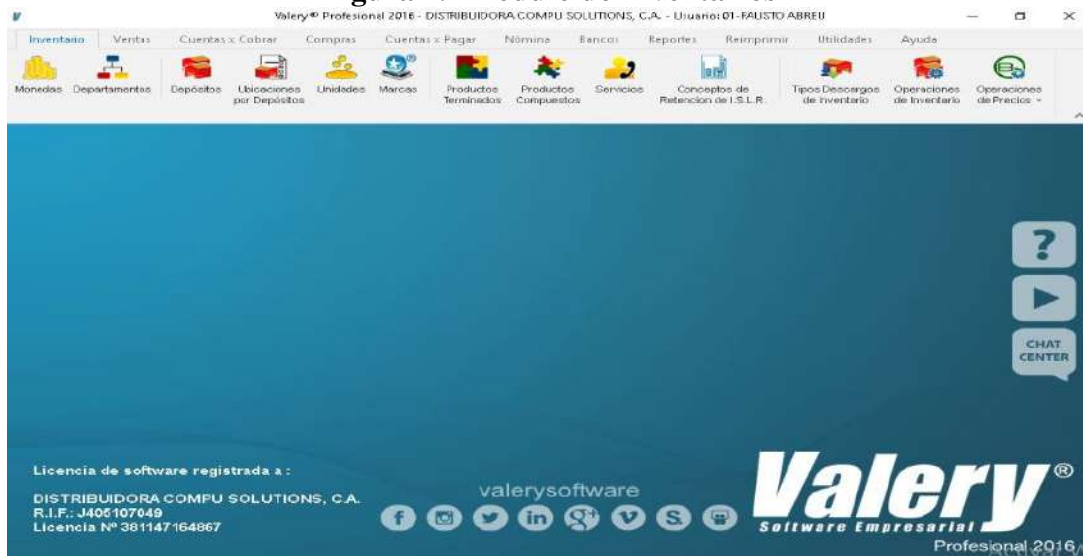 Valery® Profesional 2016 - DISTRIBUIDORA COMPU SOLUTIONS, C.A. - Usuario: 01-FAUSTO ABREU
Inventario Ventas Cuentas x Cobrar Compras Cuentas x Pagar Nómina Bancos Reportes Reimprimir Utilidades Ayuda
Monedas Departamentos Depósitos Ubicaciones por Depósitos Unidades Marcas Productos Terminados Productos Compuestos Servicios Conceptos de Retencion de I.S.L.R. Tipos Descargos de Inventario Operaciones de Inventario Operaciones de Precios
?
CHAT
CENTER
Licencia de software registrada a :
DISTRIBUIDORA COMPU SOLUTIONS, C.A.
R.I.F.: J405107049
Licencia Nº 381147164867
valerysoftware
Valery®
Software Empresarial
Profesional 2016